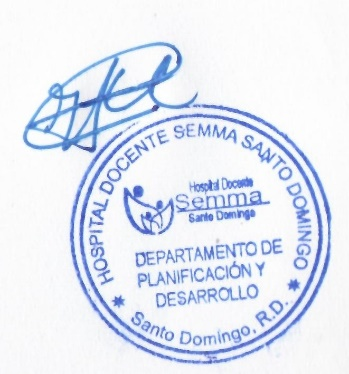 HOSPITAL DOCENTE SEMMA SANTO DOMINGO
Hospital Docente
Semma
Santo Domingo
DEPARTAMENTO DE
PLANIFICACIÓN Y
DESARROLLO
Santo Domingo, R.D.